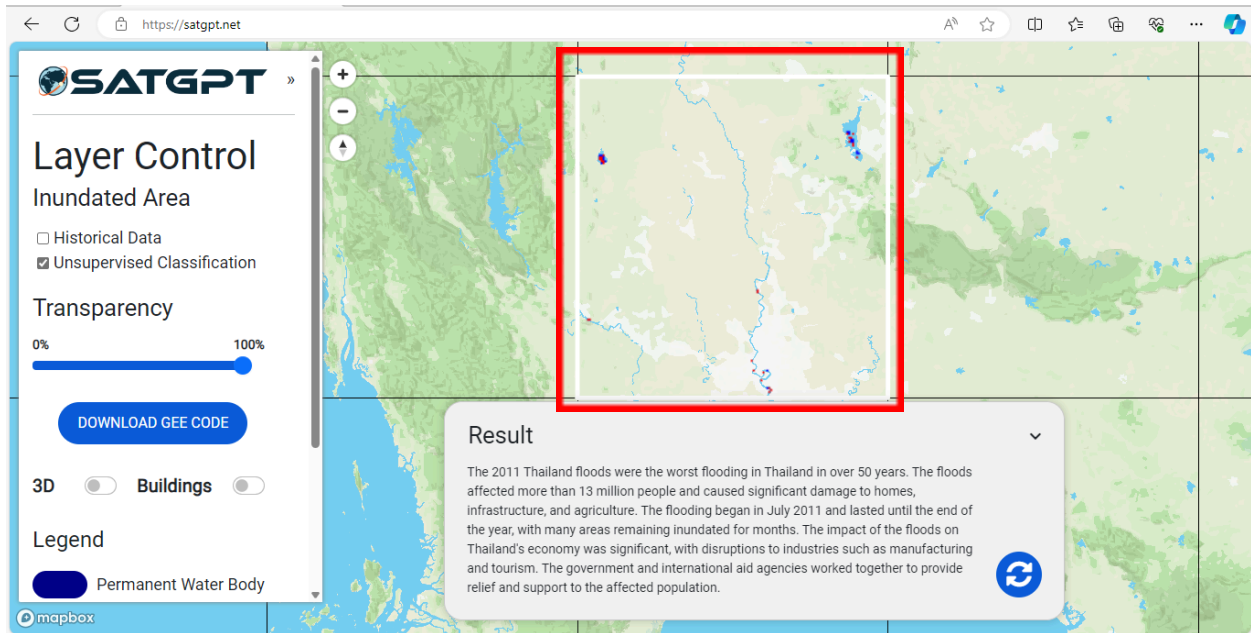 https://satgpt.net
SATGPT
»
Layer Control
Inundated Area
Historical Data
Unsupervised Classification
Transparency
0% 100%
DOWNLOAD GEE CODE
3D Buildings
Legend
Permanent Water Body
mapbox
Result
The 2011 Thailand floods were the worst flooding in Thailand in over 50 years. The floods
affected more than 13 million people and caused significant damage to homes,
infrastructure, and agriculture. The flooding began in July 2011 and lasted until the end of
the year, with many areas remaining inundated for months. The impact of the floods on
Thailand's economy was significant, with disruptions to industries such as manufacturing
and tourism. The government and international aid agencies worked together to provide
relief and support to the affected population.